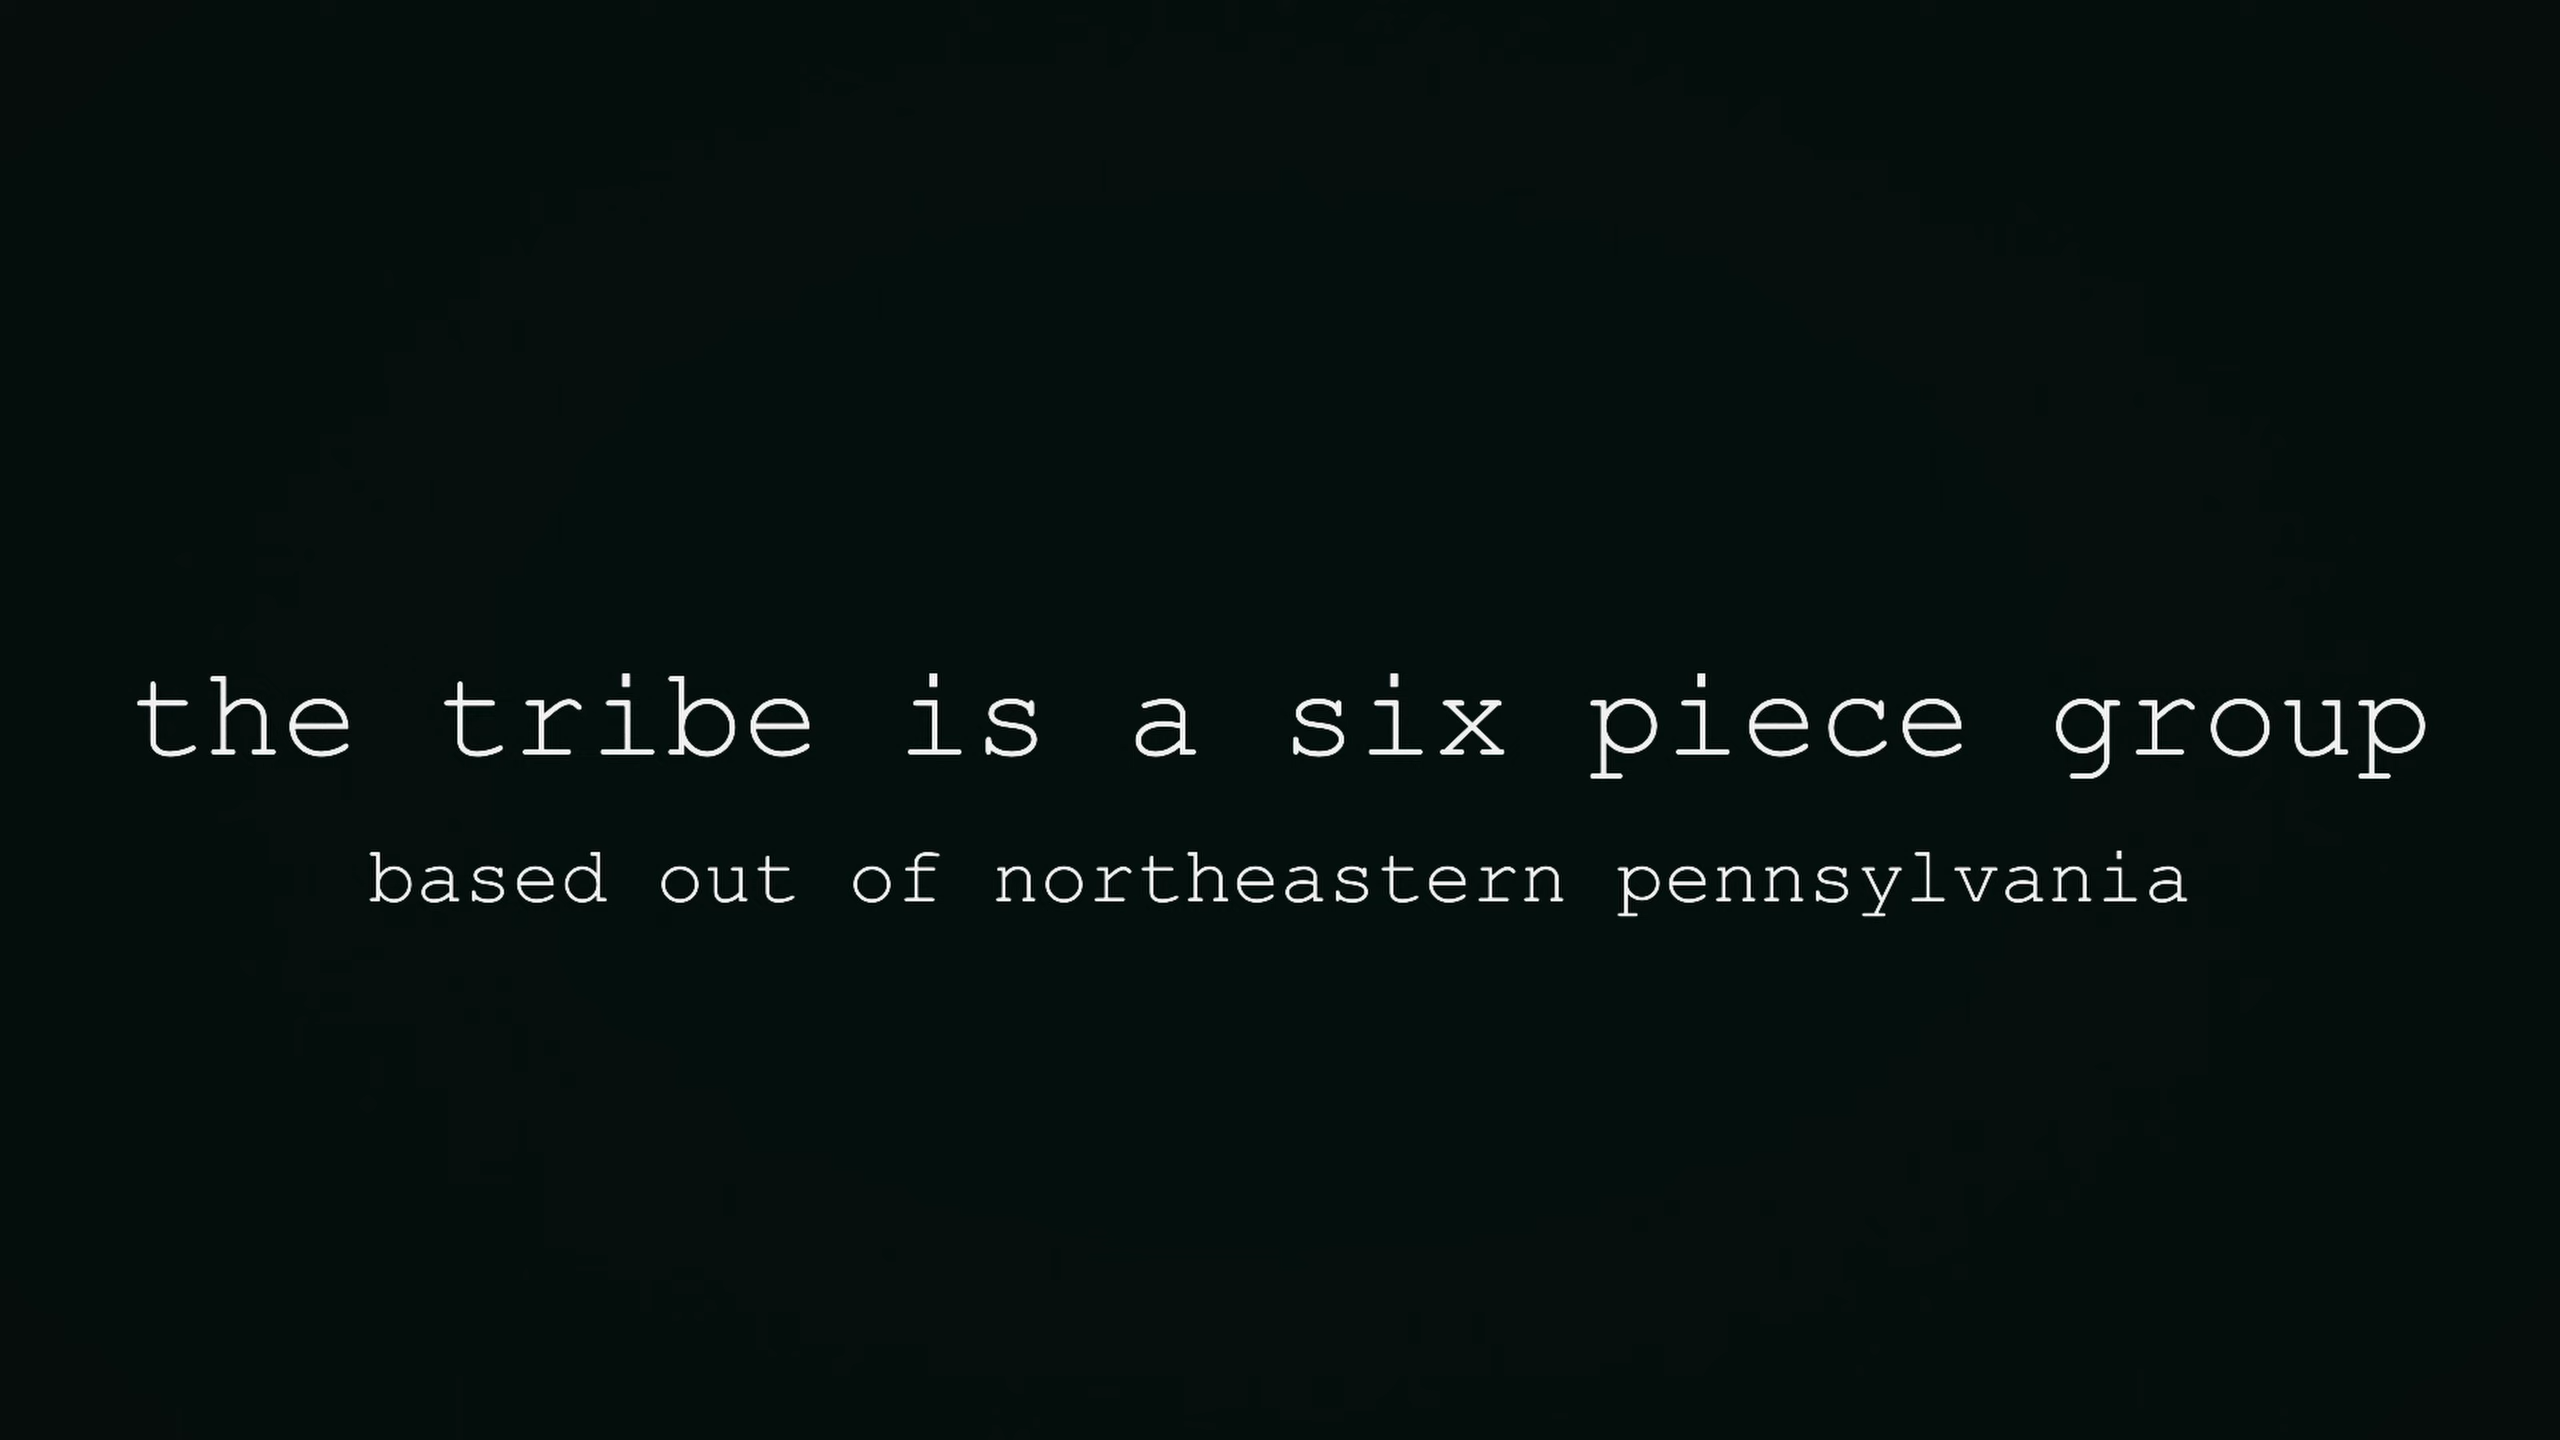 the tribe is a six piece group
based out of northeastern pennsylvania